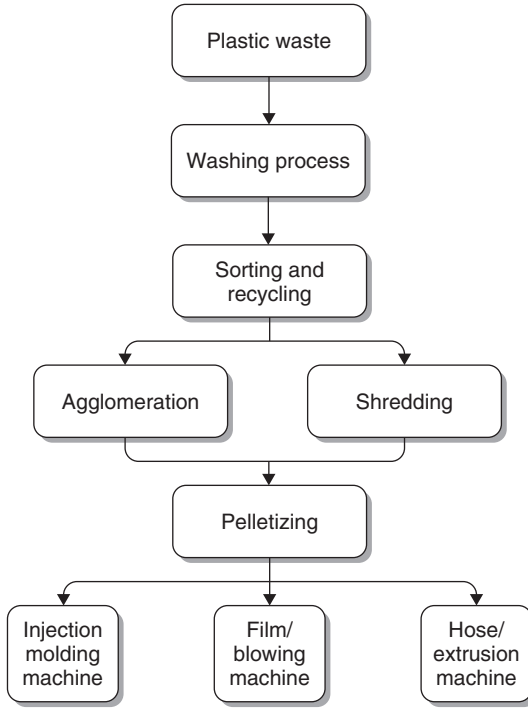 Plastic waste
Washing process
Sorting and
recycling
Agglomeration
Shredding
Pelletizing
Injection
molding
machine
Film/
blowing
machine
Hose/
extrusion
machine